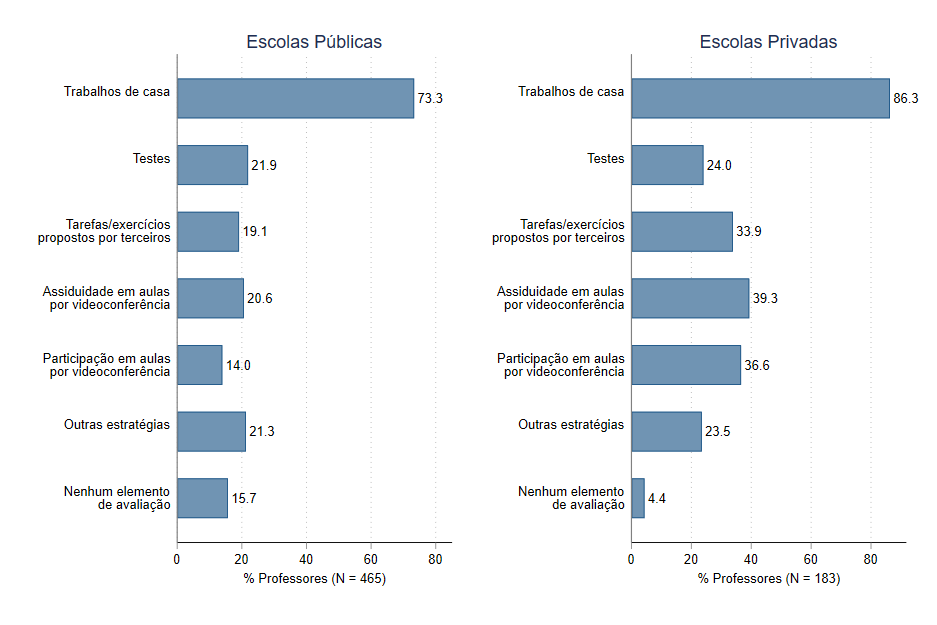 Escolas Públicas
Trabalhos de casa
73.3
Testes
21.9
Tarefas/exercícios
propostos por terceiros
19.1
Assiduidade em aulas
por videoconferência
20.6
Participação em aulas
por videoconferência
14.0
Outras estratégias
21.3
Nenhum elemento
de avaliação
15.7
0 20 40 60 80
% Professores (N = 465)
Escolas Privadas
Trabalhos de casa
86.3
Testes
24.0
Tarefas/exercícios
propostos por terceiros
33.9
Assiduidade em aulas
por videoconferência
39.3
Participação em aulas
por videoconferência
36.6
Outras estratégias
23.5
Nenhum elemento
de avaliação
4.4
0 20 40 60 80
% Professores (N = 183)